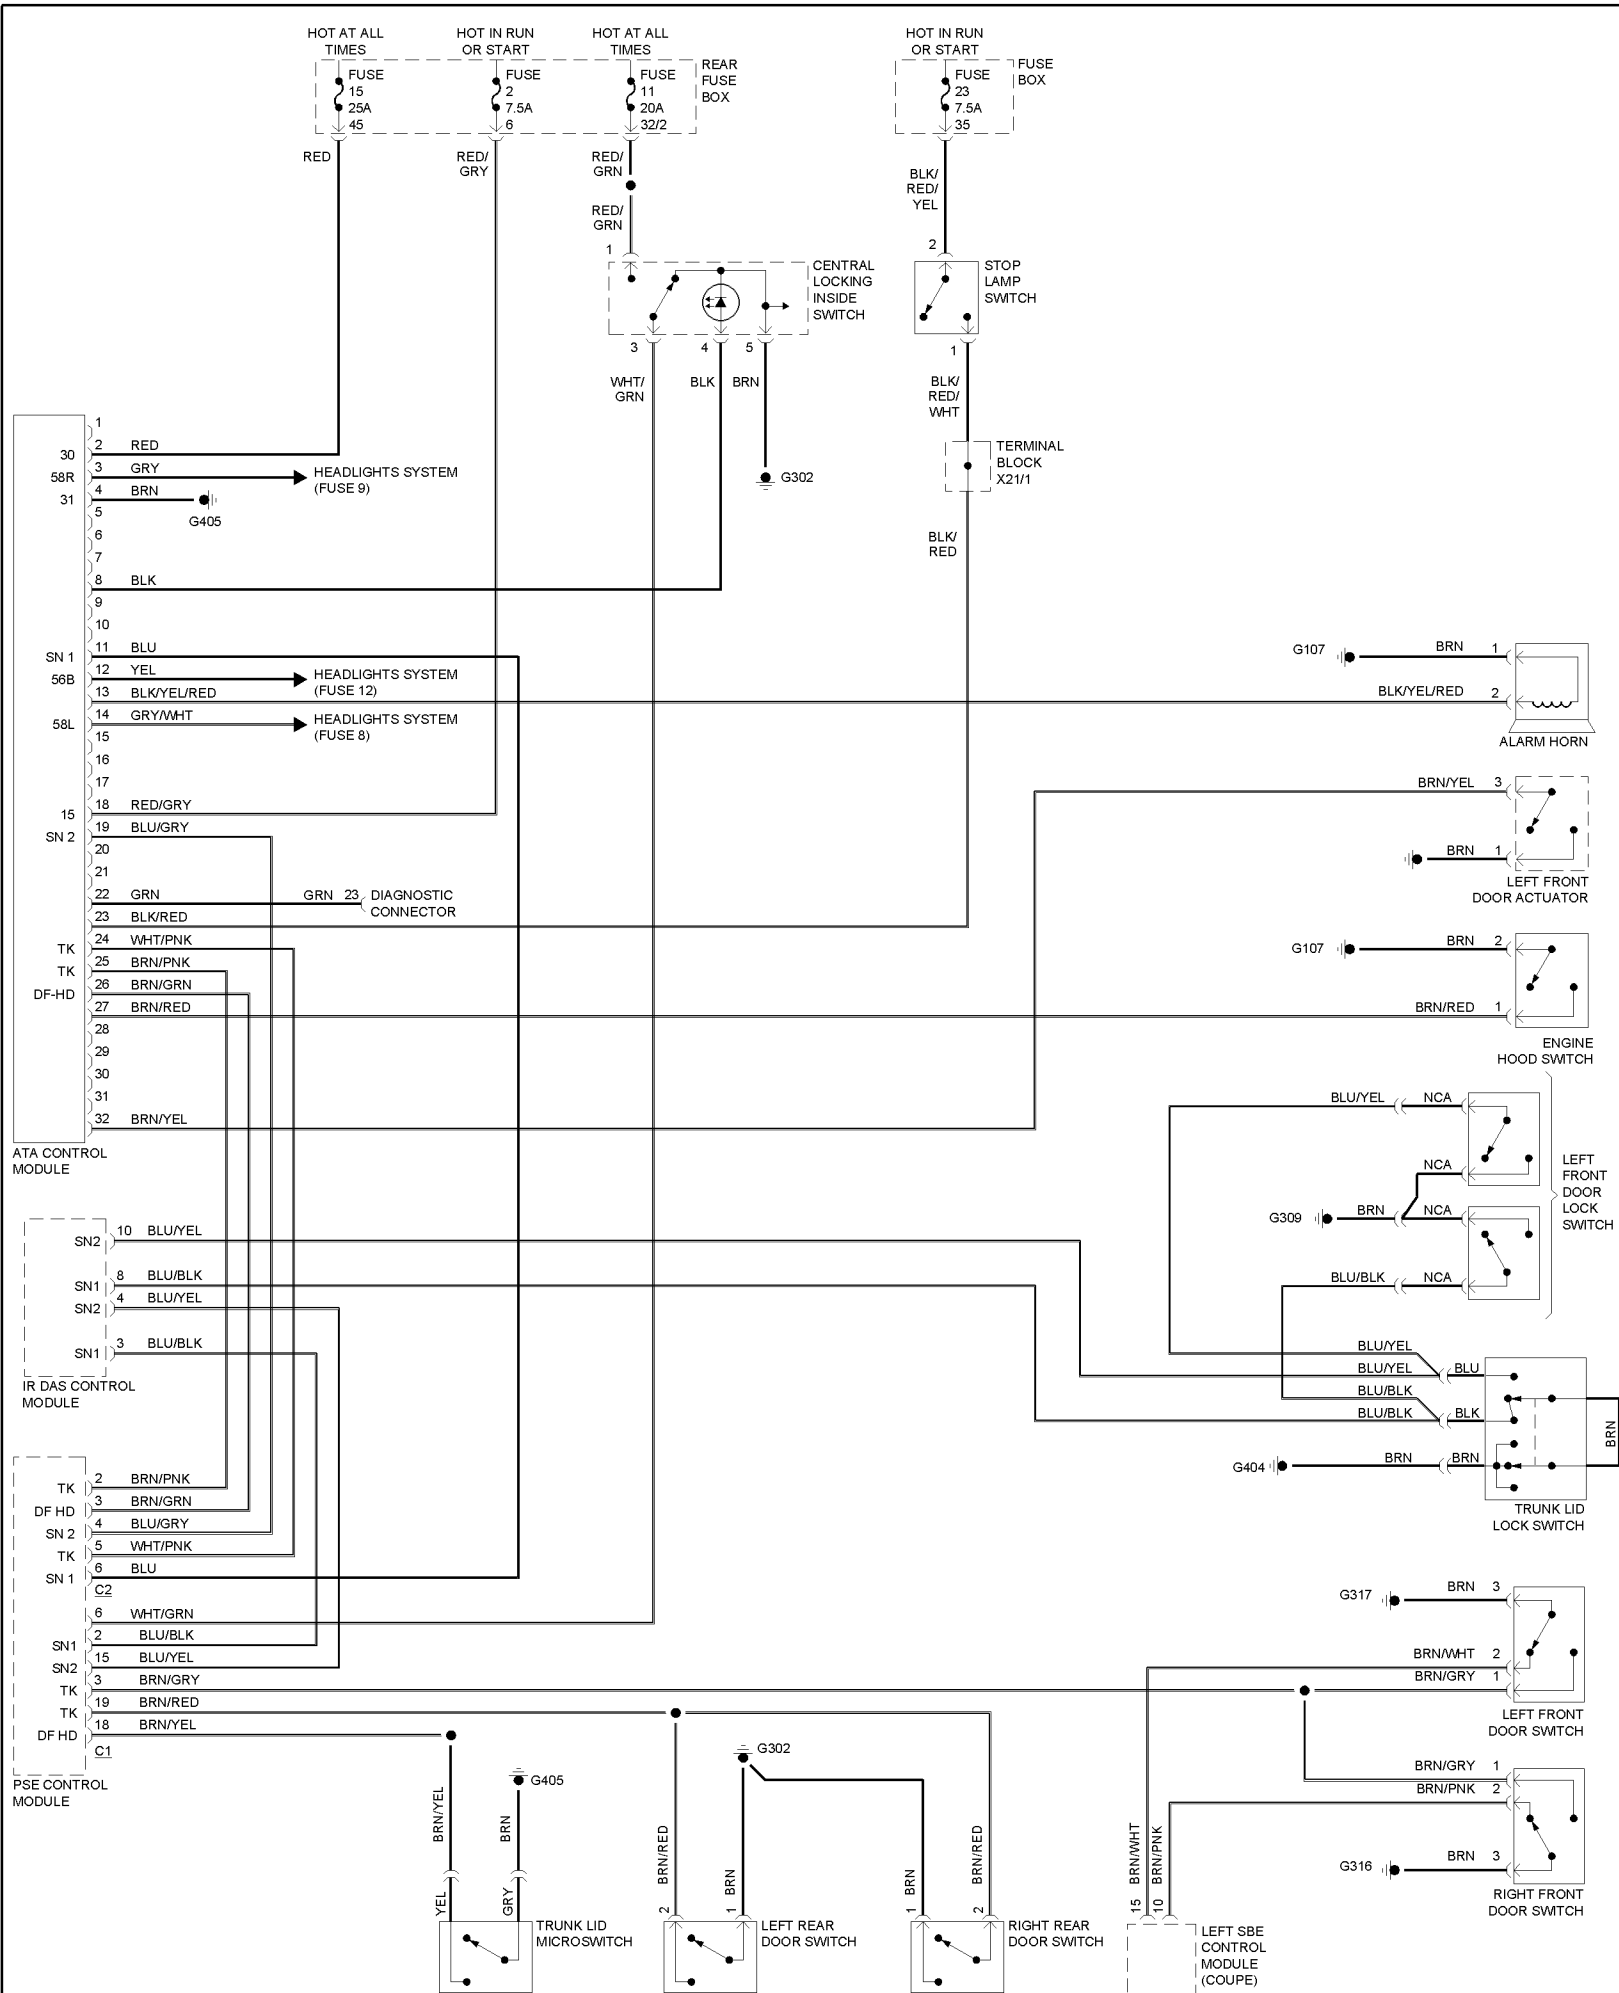 HOT AT ALL
TIMES
HOT IN RUN
OR START
HOT AT ALL
TIMES
HOT IN RUN
OR START
FUSE
15
25A
45
FUSE
2
7.5A
6
FUSE
11
20A
32/2
REAR
FUSE
BOX
FUSE
23
7.5A
35
FUSE
BOX
RED
RED/
GRY
RED/
GRN
RED/
GRN
1
BLK/
RED/
YEL
2
CENTRAL
LOCKING
INSIDE
SWITCH
STOP
LAMP
SWITCH
3
4
5
1
WHT/
GRN
BLK
BRN
BLK/
RED/
WHT
G302
TERMINAL
BLOCK
X21/1
BLK/
RED
1
30 2 RED
58R 3 GRY
HEADLIGHTS SYSTEM
(FUSE 9)
31 4 BRN
G405
5
6
7
8 BLK
9
10
SN 1 11 BLU
56B 12 YEL
HEADLIGHTS SYSTEM
(FUSE 12)
13 BLK/YEL/RED
58L 14 GRY/WHT
HEADLIGHTS SYSTEM
(FUSE 8)
15
16
17
15 18 RED/GRY
SN 2 19 BLU/GRY
20
21
22 GRN
GRN 23 DIAGNOSTIC
CONNECTOR
23 BLK/RED
TK 24 WHT/PNK
TK 25 BRN/PNK
DF-HD 26 BRN/GRN
27 BRN/RED
28
29
30
31
32 BRN/YEL
ATA CONTROL
MODULE
G107 BRN 1
BLK/YEL/RED 2
ALARM HORN
BRN/YEL 3
BRN 1
LEFT FRONT
DOOR ACTUATOR
G107 BRN 2
BRN/RED 1
ENGINE
HOOD SWITCH
BLU/YEL NCA
NCA
G309 BRN NCA
BLU/BLK NCA
LEFT
FRONT
DOOR
LOCK
SWITCH
SN2 10 BLU/YEL
SN1 8 BLU/BLK
SN2 4 BLU/YEL
SN1 3 BLU/BLK
IR DAS CONTROL
MODULE
BLU/YEL
BLU/YEL BLU
BLU/BLK
BLU/BLK BLK
G404 BRN BRN
BRN
TRUNK LID
LOCK SWITCH
TK 2 BRN/PNK
DF HD 3 BRN/GRN
SN 2 4 BLU/GRY
TK 5 WHT/PNK
SN 1 6 BLU
C2
6 WHT/GRN
SN1 2 BLU/BLK
SN2 15 BLU/YEL
TK 3 BRN/GRY
TK 19 BRN/RED
DF HD 18 BRN/YEL
C1
PSE CONTROL
MODULE
G317 BRN 3
BRN/WHT 2
BRN/GRY 1
LEFT FRONT
DOOR SWITCH
BRN/GRY 1
BRN/PNK 2
G316 BRN 3
RIGHT FRONT
DOOR SWITCH
G302
G405
BRN/YEL
BRN
YEL
GRY
TRUNK LID
MICROSWITCH
BRN/RED
2
BRN
1
LEFT REAR
DOOR SWITCH
BRN
1
BRN/RED
2
RIGHT REAR
DOOR SWITCH
BRN/WHT
15
BRN/PNK
10
LEFT SBE
CONTROL
MODULE
(COUPE)